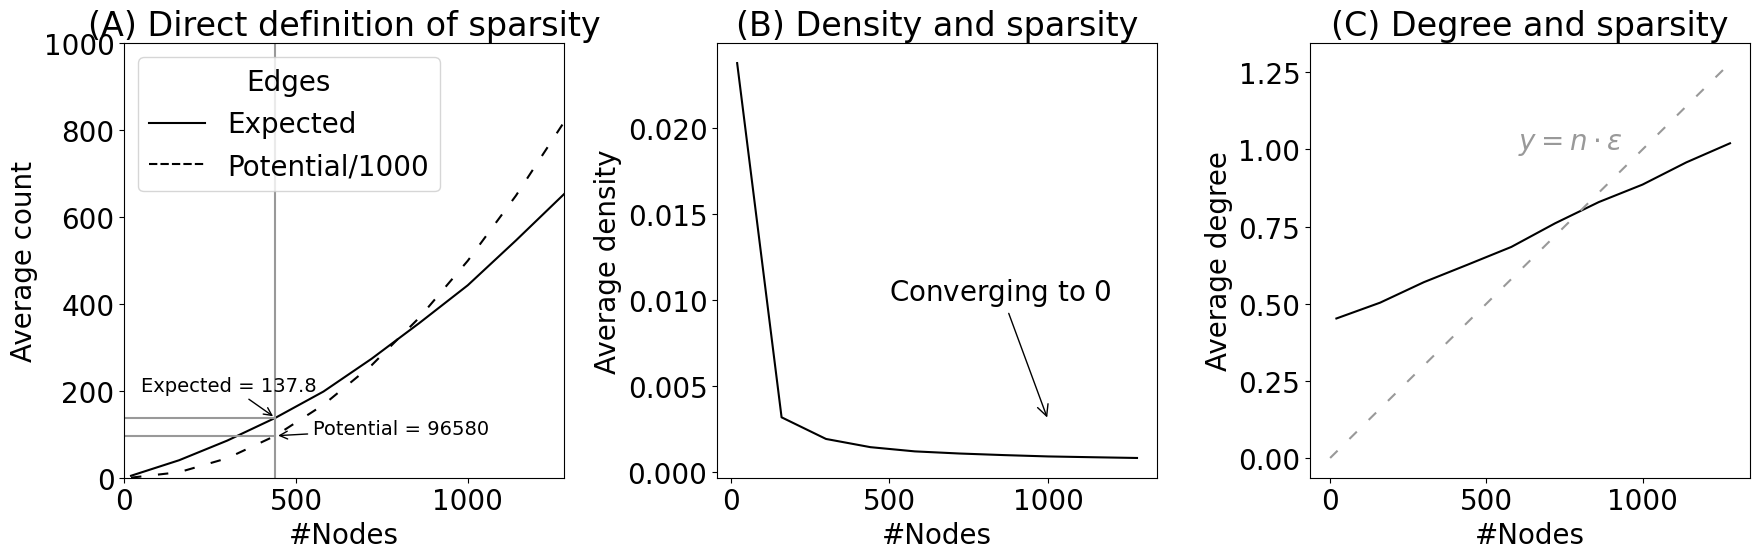 (A) Direct definition of sparsity
Average count
1000
800
600
400
200
0
Edges
Expected
Potential/1000
Expected = 137.8
Potential = 96580
0
500
1000
#Nodes
(B) Density and sparsity
Average density
0.020
0.015
0.010
0.005
0.000
Converging to 0
0
500
1000
#Nodes
(C) Degree and sparsity
Average degree
1.25
1.00
0.75
0.50
0.25
0.00
y = n · ε
0
500
1000
#Nodes